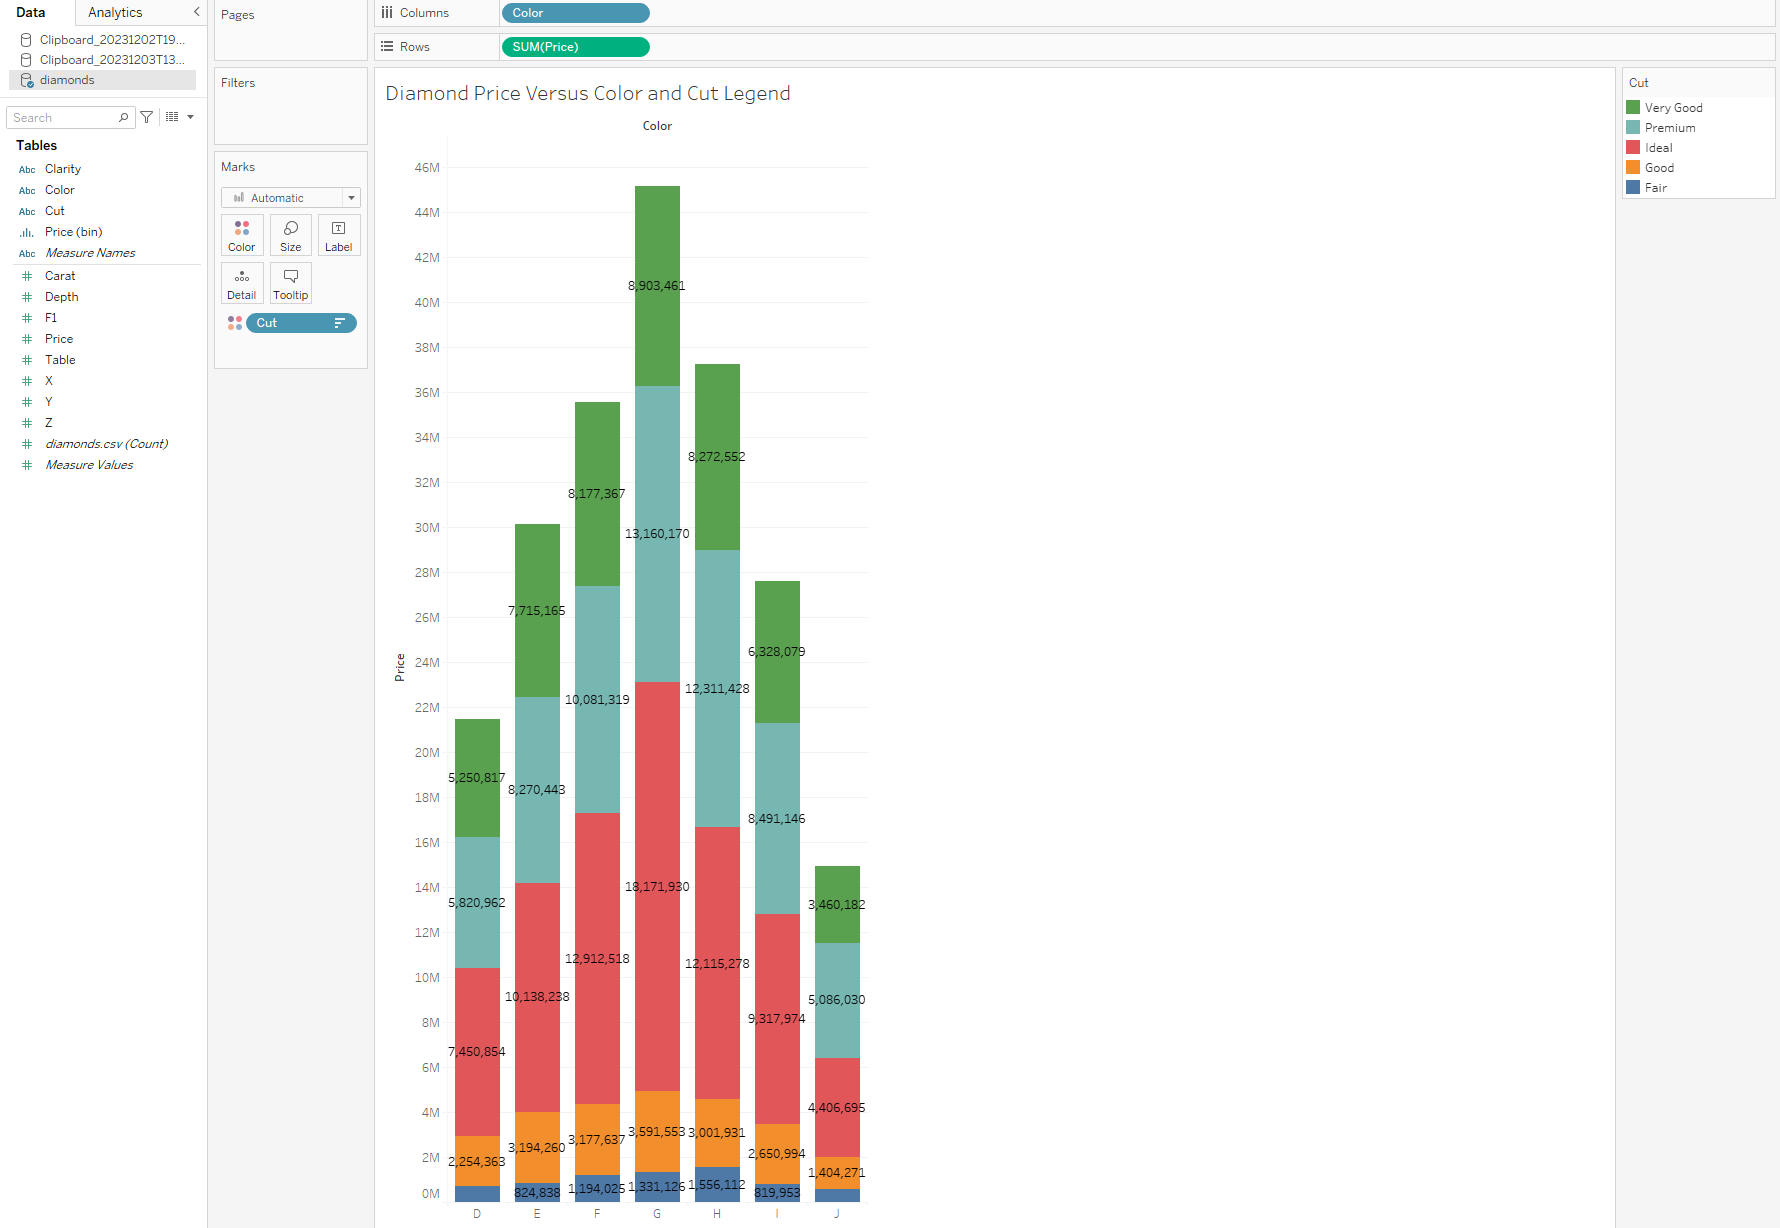 Data
Analytics
Clipboard_20231202T19...
Clipboard_20231203T13...
diamonds
Search
Tables
Abc Clarity
Abc Color
Abc Cut
Price (bin)
Abc Measure Names
# Carat
# Depth
# F1
# Price
# Table
# X
# Y
# Z
# diamonds.csv (Count)
# Measure Values
Pages
Filters
Marks
Automatic
Color Size Label
Detail Tooltip
Cut
Columns Color
Rows SUM(Price)
Diamond Price Versus Color and Cut Legend
Color
Price
46M
44M
42M
40M
38M
36M
34M
32M
30M
28M
26M
24M
22M
20M
18M
16M
14M
12M
10M
8M
6M
4M
2M
0M
5,250,817
5,820,962
7,450,854
2,254,363
7,715,165
8,270,443
10,138,238
3,194,260
824,838
8,177,367
10,081,319
12,912,518
3,177,637
1,194,025
8,903,461
13,160,170
18,171,930
3,591,553
1,331,126
8,272,552
12,311,428
12,115,278
3,001,931
1,556,112
6,328,079
8,491,146
9,317,974
2,650,994
819,953
3,460,182
5,086,030
4,406,695
1,404,271
D E F G H I J
Cut
Very Good
Premium
Ideal
Good
Fair